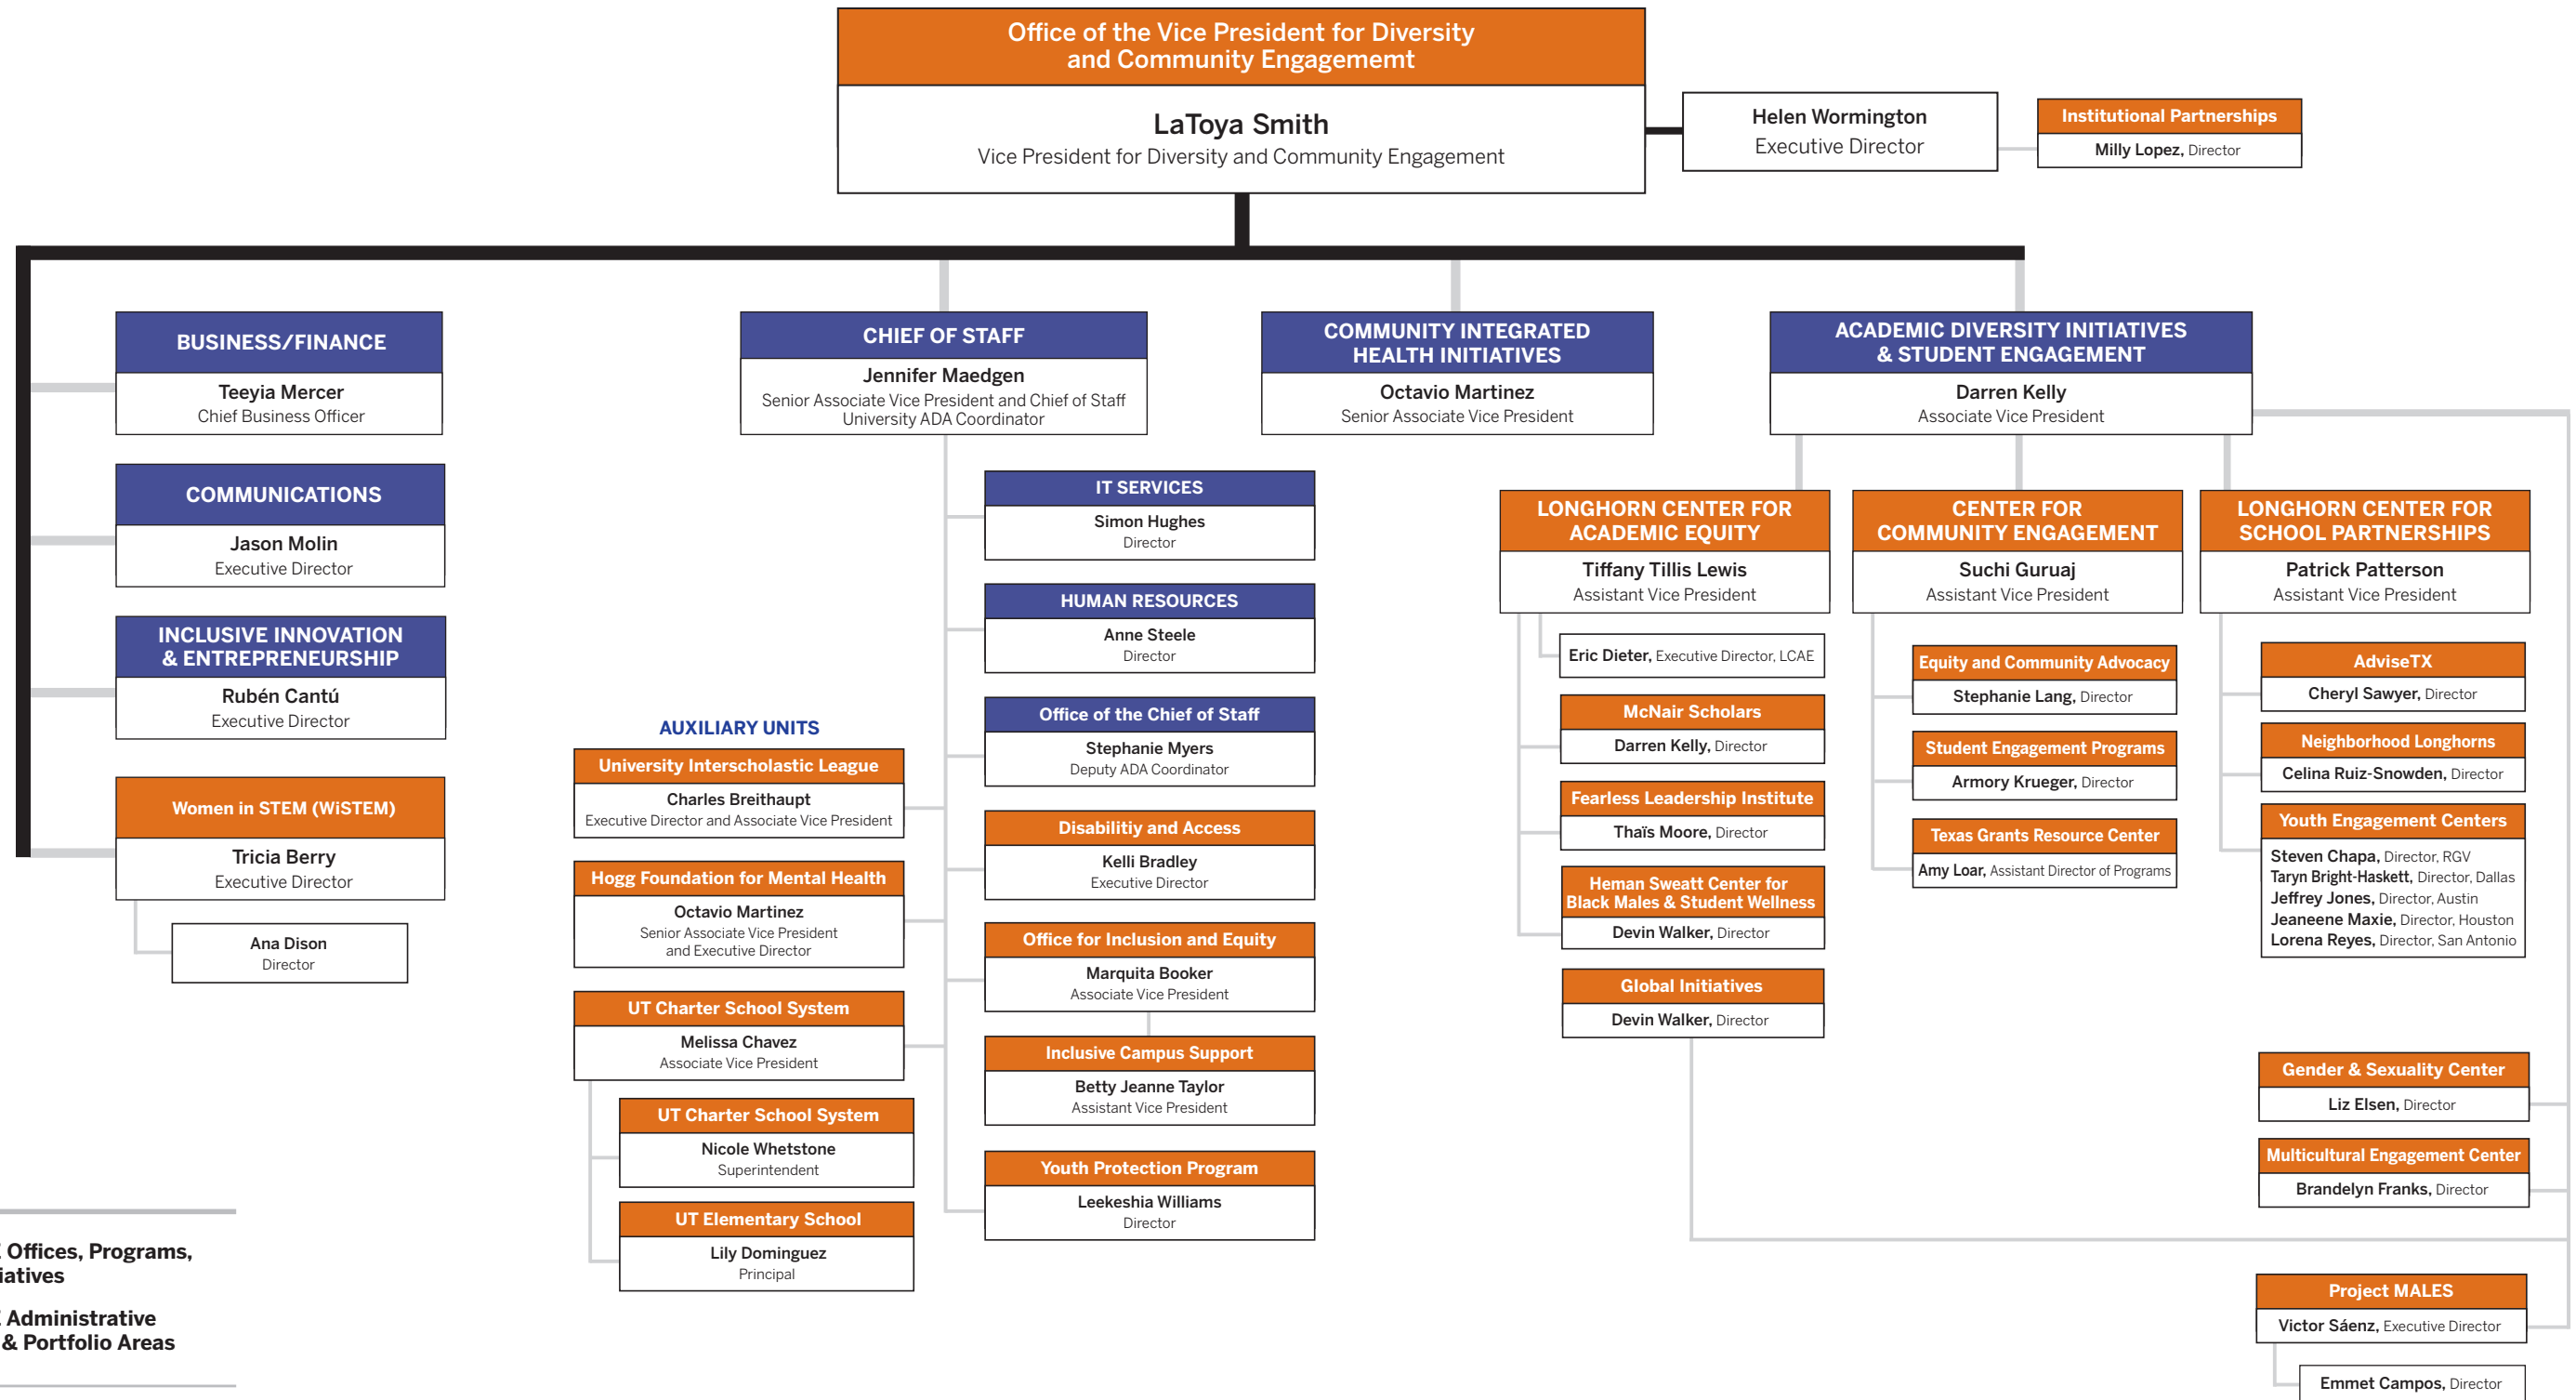 Office of the Vice President for Diversity
and Community Engagememt
LaToya Smith
Vice President for Diversity and Community Engagement
Helen Wormington
Executive Director
Institutional Partnerships
Milly Lopez, Director
BUSINESS/FINANCE
Teeyia Mercer
Chief Business Officer
COMMUNICATIONS
Jason Molin
Executive Director
INCLUSIVE INNOVATION
& ENTREPRENEURSHIP
Rubén Cantú
Executive Director
Women in STEM (WiSTEM)
Tricia Berry
Executive Director
Ana Dison
Director
CHIEF OF STAFF
Jennifer Maedgen
Senior Associate Vice President and Chief of Staff
University ADA Coordinator
IT SERVICES
Simon Hughes
Director
HUMAN RESOURCES
Anne Steele
Director
Office of the Chief of Staff
Stephanie Myers
Deputy ADA Coordinator
Disabilitiy and Access
Kelli Bradley
Executive Director
Office for Inclusion and Equity
Marquita Booker
Associate Vice President
Inclusive Campus Support
Betty Jeanne Taylor
Assistant Vice President
Youth Protection Program
Leekeshia Williams
Director
AUXILIARY UNITS
University Interscholastic League
Charles Breithaupt
Executive Director and Associate Vice President
Hogg Foundation for Mental Health
Octavio Martinez
Senior Associate Vice President
and Executive Director
UT Charter School System
Melissa Chavez
Associate Vice President
UT Charter School System
Nicole Whetstone
Superintendent
UT Elementary School
Lily Dominguez
Principal
COMMUNITY INTEGRATED
HEALTH INITIATIVES
Octavio Martinez
Senior Associate Vice President
ACADEMIC DIVERSITY INITIATIVES
& STUDENT ENGAGEMENT
Darren Kelly
Associate Vice President
LONGHORN CENTER FOR
ACADEMIC EQUITY
Tiffany Tillis Lewis
Assistant Vice President
Eric Dieter, Executive Director, LCAE
McNair Scholars
Darren Kelly, Director
Fearless Leadership Institute
Thaïs Moore, Director
Heman Sweatt Center for
Black Males & Student Wellness
Devin Walker, Director
Global Initiatives
Devin Walker, Director
CENTER FOR
COMMUNITY ENGAGEMENT
Suchi Guruaj
Assistant Vice President
Equity and Community Advocacy
Stephanie Lang, Director
Student Engagement Programs
Armory Krueger, Director
Texas Grants Resource Center
Amy Loar, Assistant Director of Programs
LONGHORN CENTER FOR
SCHOOL PARTNERSHIPS
Patrick Patterson
Assistant Vice President
AdviseTX
Cheryl Sawyer, Director
Neighborhood Longhorns
Celina Ruiz-Snowden, Director
Youth Engagement Centers
Steven Chapa, Director, RGV
Taryn Bright-Haskett, Director, Dallas
Jeffrey Jones, Director, Austin
Jeaneene Maxie, Director, Houston
Lorena Reyes, Director, San Antonio
Gender & Sexuality Center
Liz Elsen, Director
Multicultural Engagement Center
Brandelyn Franks, Director
Project MALES
Victor Sáenz, Executive Director
Emmet Campos, Director
Offices, Programs,
iatives
Administrative
& Portfolio Areas